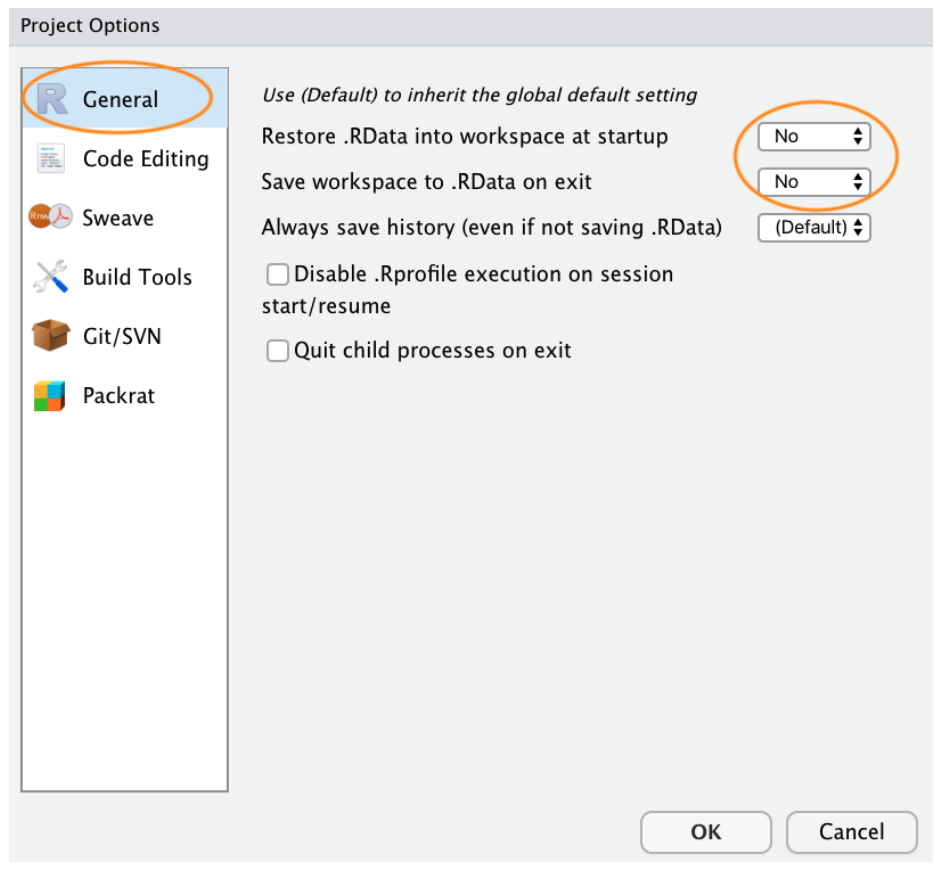 Project Options
General
Code Editing
Sweave
Build Tools
Git/SVN
Packrat
Use (Default) to inherit the global default setting
Restore .RData into workspace at startup No
Save workspace to .RData on exit No
Always save history (even if not saving .RData) (Default)
Disable .Rprofile execution on session
start/resume
Quit child processes on exit
OK Cancel